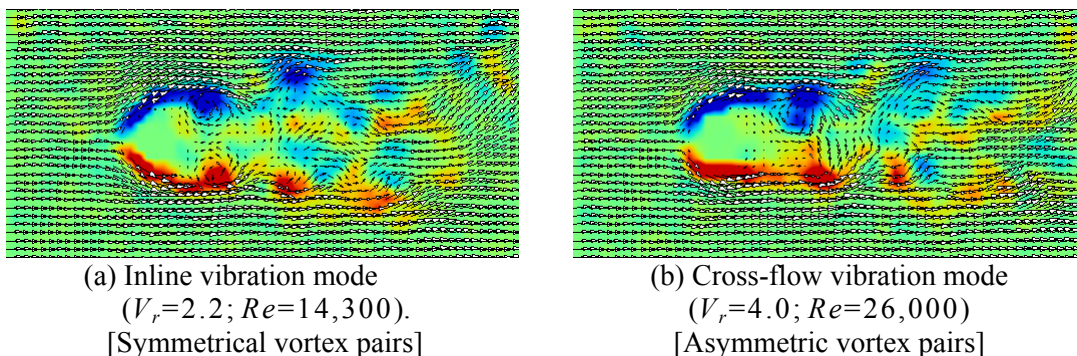 (a) Inline vibration mode
(Vr=2.2; Re=14,300).
[Symmetrical vortex pairs]
(b) Cross-flow vibration mode
(Vr=4.0; Re=26,000)
[Asymmetric vortex pairs]